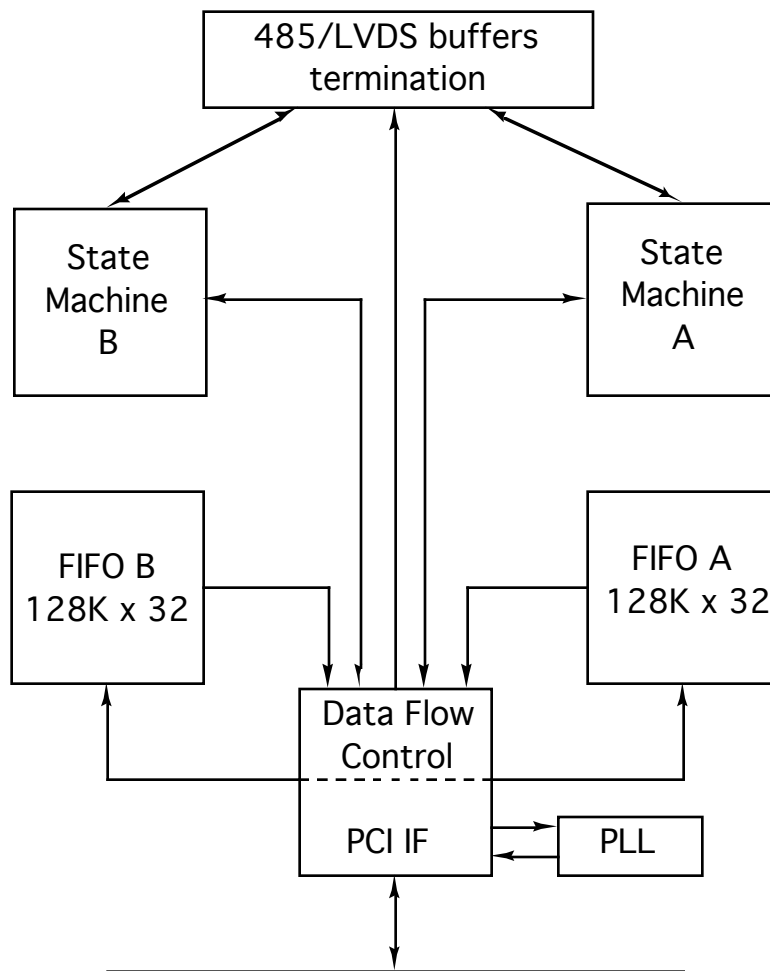 485/LVDS buffers
termination
State
Machine
B
State
Machine
A
FIFO B
128K x 32
FIFO A
128K x 32
Data Flow
Control
PCI IF
PLL